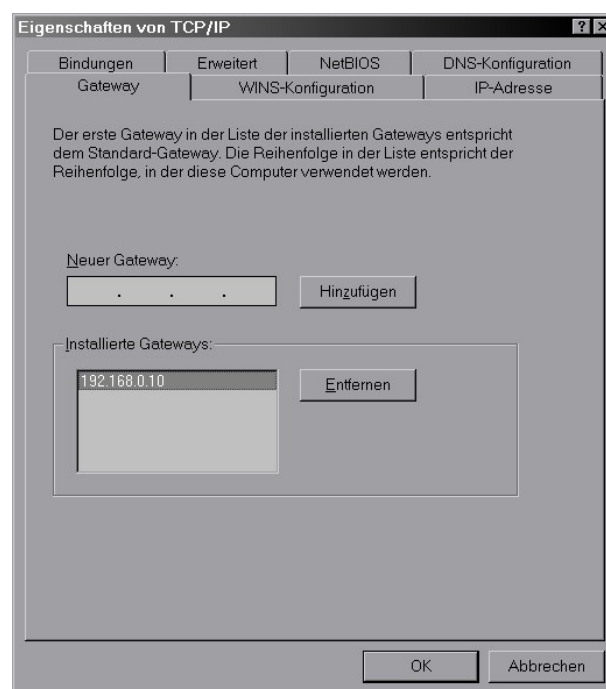 Eigenschaften von TCP/IP
Bindungen Erweitert NetBIOS DNS-Konfiguration
Gateway WINS-Konfiguration IP-Adresse
Der erste Gateway in der Liste der installierten Gateways entspricht
dem Standard-Gateway. Die Reihenfolge in der Liste entspricht der
Reihenfolge, in der diese Computer verwendet werden.
Neuer Gateway:
. . . Hinzufügen
Installierte Gateways:
192.168.0.10 Entfernen
OK Abbrechen